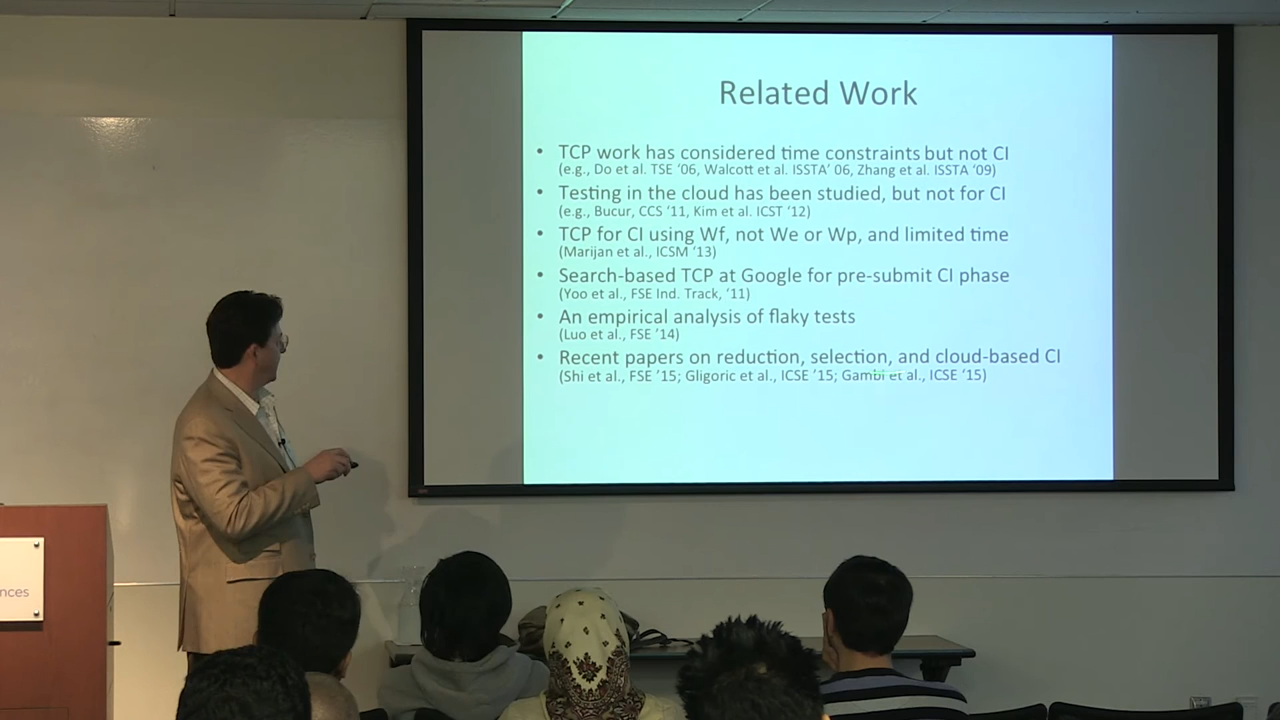 Related Work
• TCP work has considered time constraints but not CI
(e.g., Do et al. TSE ‘06, Walcott et al. ISSTA’ 06, Zhang et al. ISSTA ‘09)
• Testing in the cloud has been studied, but not for CI
(e.g., Bucur, CCS ‘11, Kim et al. ICST ‘12)
• TCP for CI using Wf, not We or Wp, and limited time
(Marijan et al., ICSM ‘13)
• Search-based TCP at Google for pre-submit CI phase
(Yoo et al., FSE Ind. Track, ‘11)
• An empirical analysis of flaky tests
(Luo et al., FSE ’14)
• Recent papers on reduction, selection, and cloud-based CI
(Shi et al., FSE ’15; Gligoric et al., ICSE ’15; Gambi et al., ICSE ’15)
nces